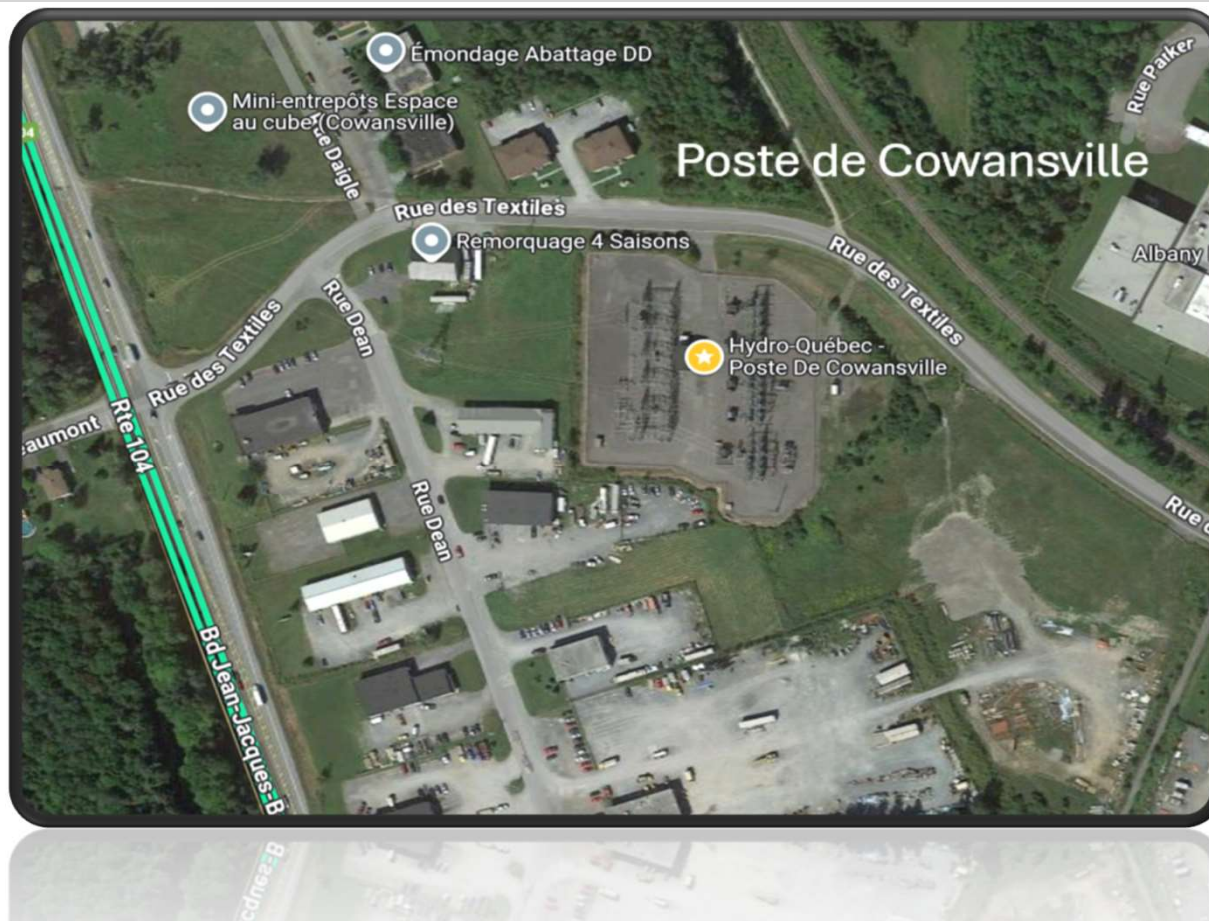 Émondage Abattage DD
Mini-entrepôts Espace
au cube (Cowansville)
Rue Parker
Poste de Cowansville
Rue Daigle
Rue des Textiles
Remorquage 4 Saisons
Albany
Rue des Textiles
Rue Dean
Rue des Textiles
Hydro-Québec -
Poste De Cowansville
Rte 104
Rue Dean
Bd Jean-Jacques-B